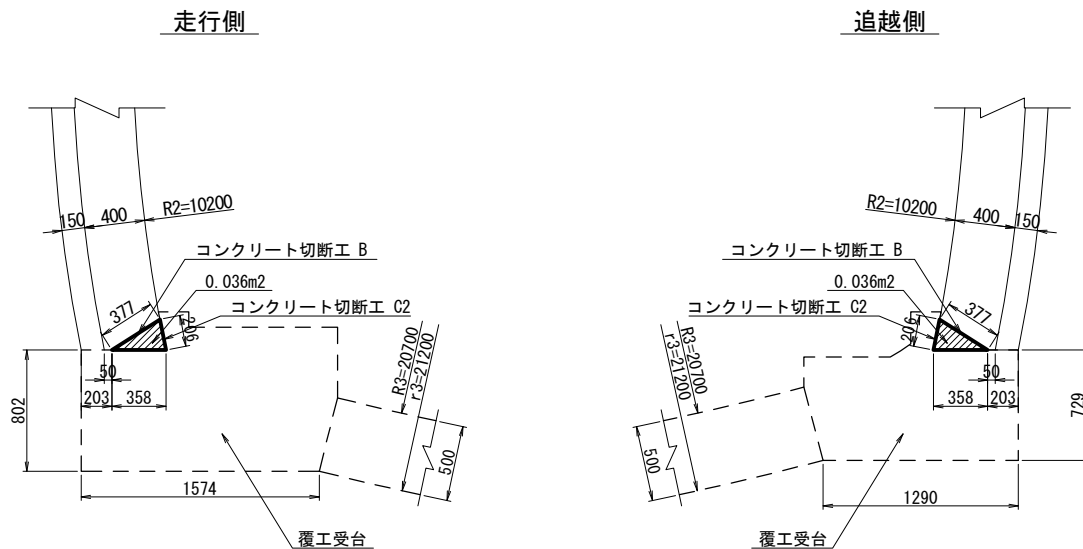 走行側
追越側
150
400
R2=10200
コンクリート切断工 B
0.036m2
コンクリート切断工 C2
377
206
50
203
358
802
1574
R3=20700
r3=21200
500
覆工受台
R2=10200
400
150
コンクリート切断工 B
0.036m2
コンクリート切断工 C2
377
206
50
358
203
729
1290
R3=20700
r3=21200
500
覆工受台